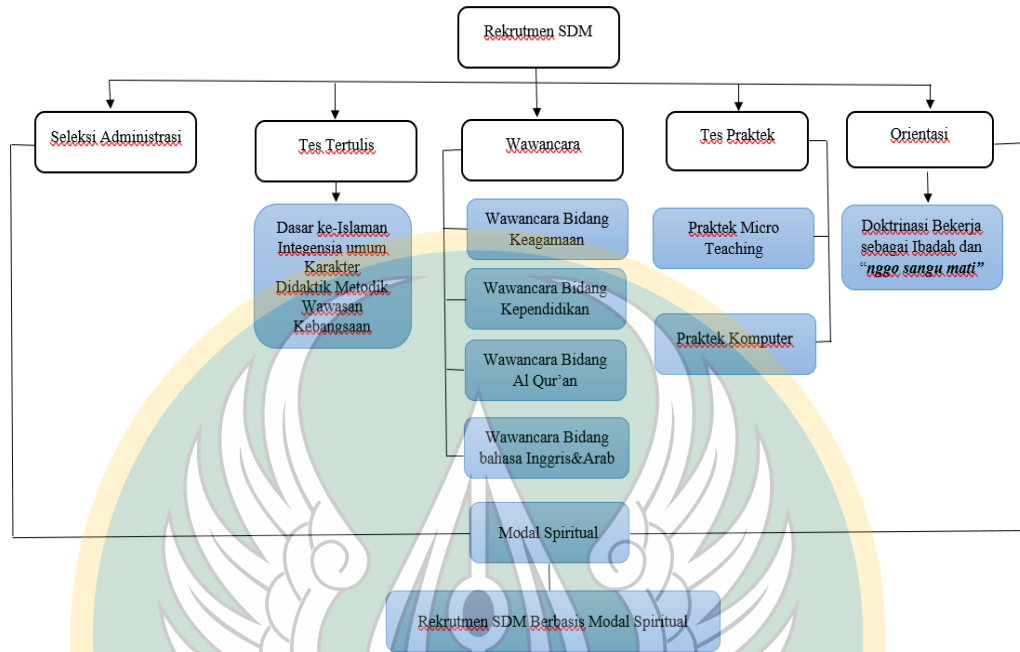 Rekrutmen SDM
Seleksi Administrasi
Tes Tertulis
Wawancara
Tes Praktek
Orientasi
Dasar ke-Islaman
Integensia umum
Karakter
Didaktik Metodik
Wawasan
Kebangsaan
Wawancara Bidang
Keagamaan
Wawancara Bidang
Kependidikan
Wawancara Bidang
Al Qur’an
Wawancara Bidang
bahasa Inggris&Arab
Praktek Micro
Teaching
Praktek Komputer
Doktrinasi Bekerja
sebagai Ibadah dan
“nggo sangu mati”
Modal Spiritual
Rekrutmen SDM Berbasis Modal Spiritual